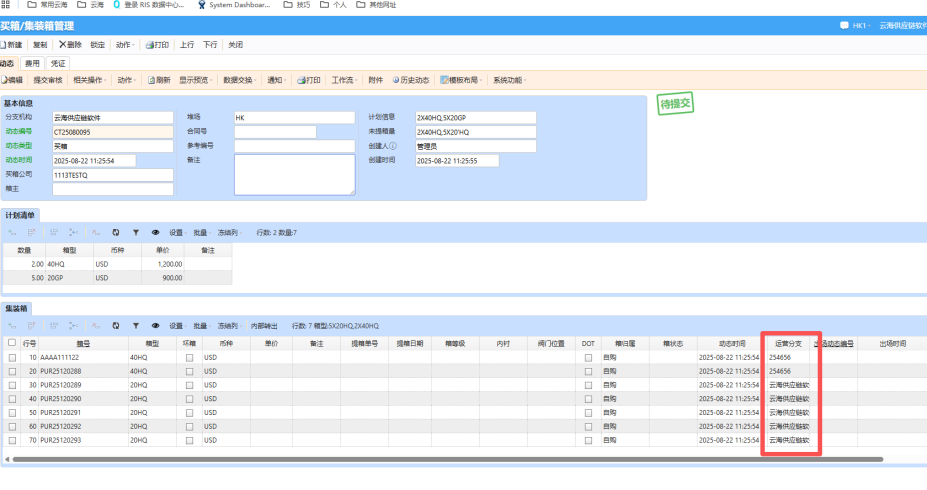 常用云海 云海 登录 RIS 数据中心... System Dashboar... 技巧 个人 其他网址
买箱/集装箱管理 HK1 云海供应链软件
新建 复制 删除 锁定 动作 打印 上行 下行 关闭
动态 费用 凭证
编辑 提交审核 相关操作 动作 刷新 显示预览 数据交换 通知 打印 工作流 附件 历史动态 模板布局 系统功能
基本信息
待提交
分支机构 云海供应链软件 堆场 HK 计划信息 2X40HQ,5X20GP
动态编号 CT25080095 合同号 未提箱量 2X40HQ,5X20'HQ
动态类型 买箱 参考编号 创建人 管理员
动态时间 2025-08-22 11:25:54 备注 创建时间 2025-08-22 11:25:55
买箱公司 1113TESTQ
箱主
计划清单
设置 批量 冻结列 行数: 2 数量:7
数量 箱型 币种 单价 备注
2.00 40HQ USD 1,200.00
5.00 20GP USD 900.00
集装箱
设置 批量 冻结列 内部转出 行数: 7 箱型:5X20HQ,2X40HQ
行号 箱号 箱型 坏箱 币种 单价 备注 提箱单号 提箱日期 箱等级 内衬 阀门位置 DOT 箱归属 箱状态 动态时间 运营分支 出场动态编号 出场时间
10 AAAA111122 40HQ USD 自购 2025-08-22 11:25:54 254656
20 PUR25120288 40HQ USD 自购 2025-08-22 11:25:54 254656
30 PUR25120289 20HQ USD 自购 2025-08-22 11:25:54 云海供应链软
40 PUR25120290 20HQ USD 自购 2025-08-22 11:25:54 云海供应链软
50 PUR25120291 20HQ USD 自购 2025-08-22 11:25:54 云海供应链软
60 PUR25120292 20HQ USD 自购 2025-08-22 11:25:54 云海供应链软
70 PUR25120293 20HQ USD 自购 2025-08-22 11:25:54 云海供应链软